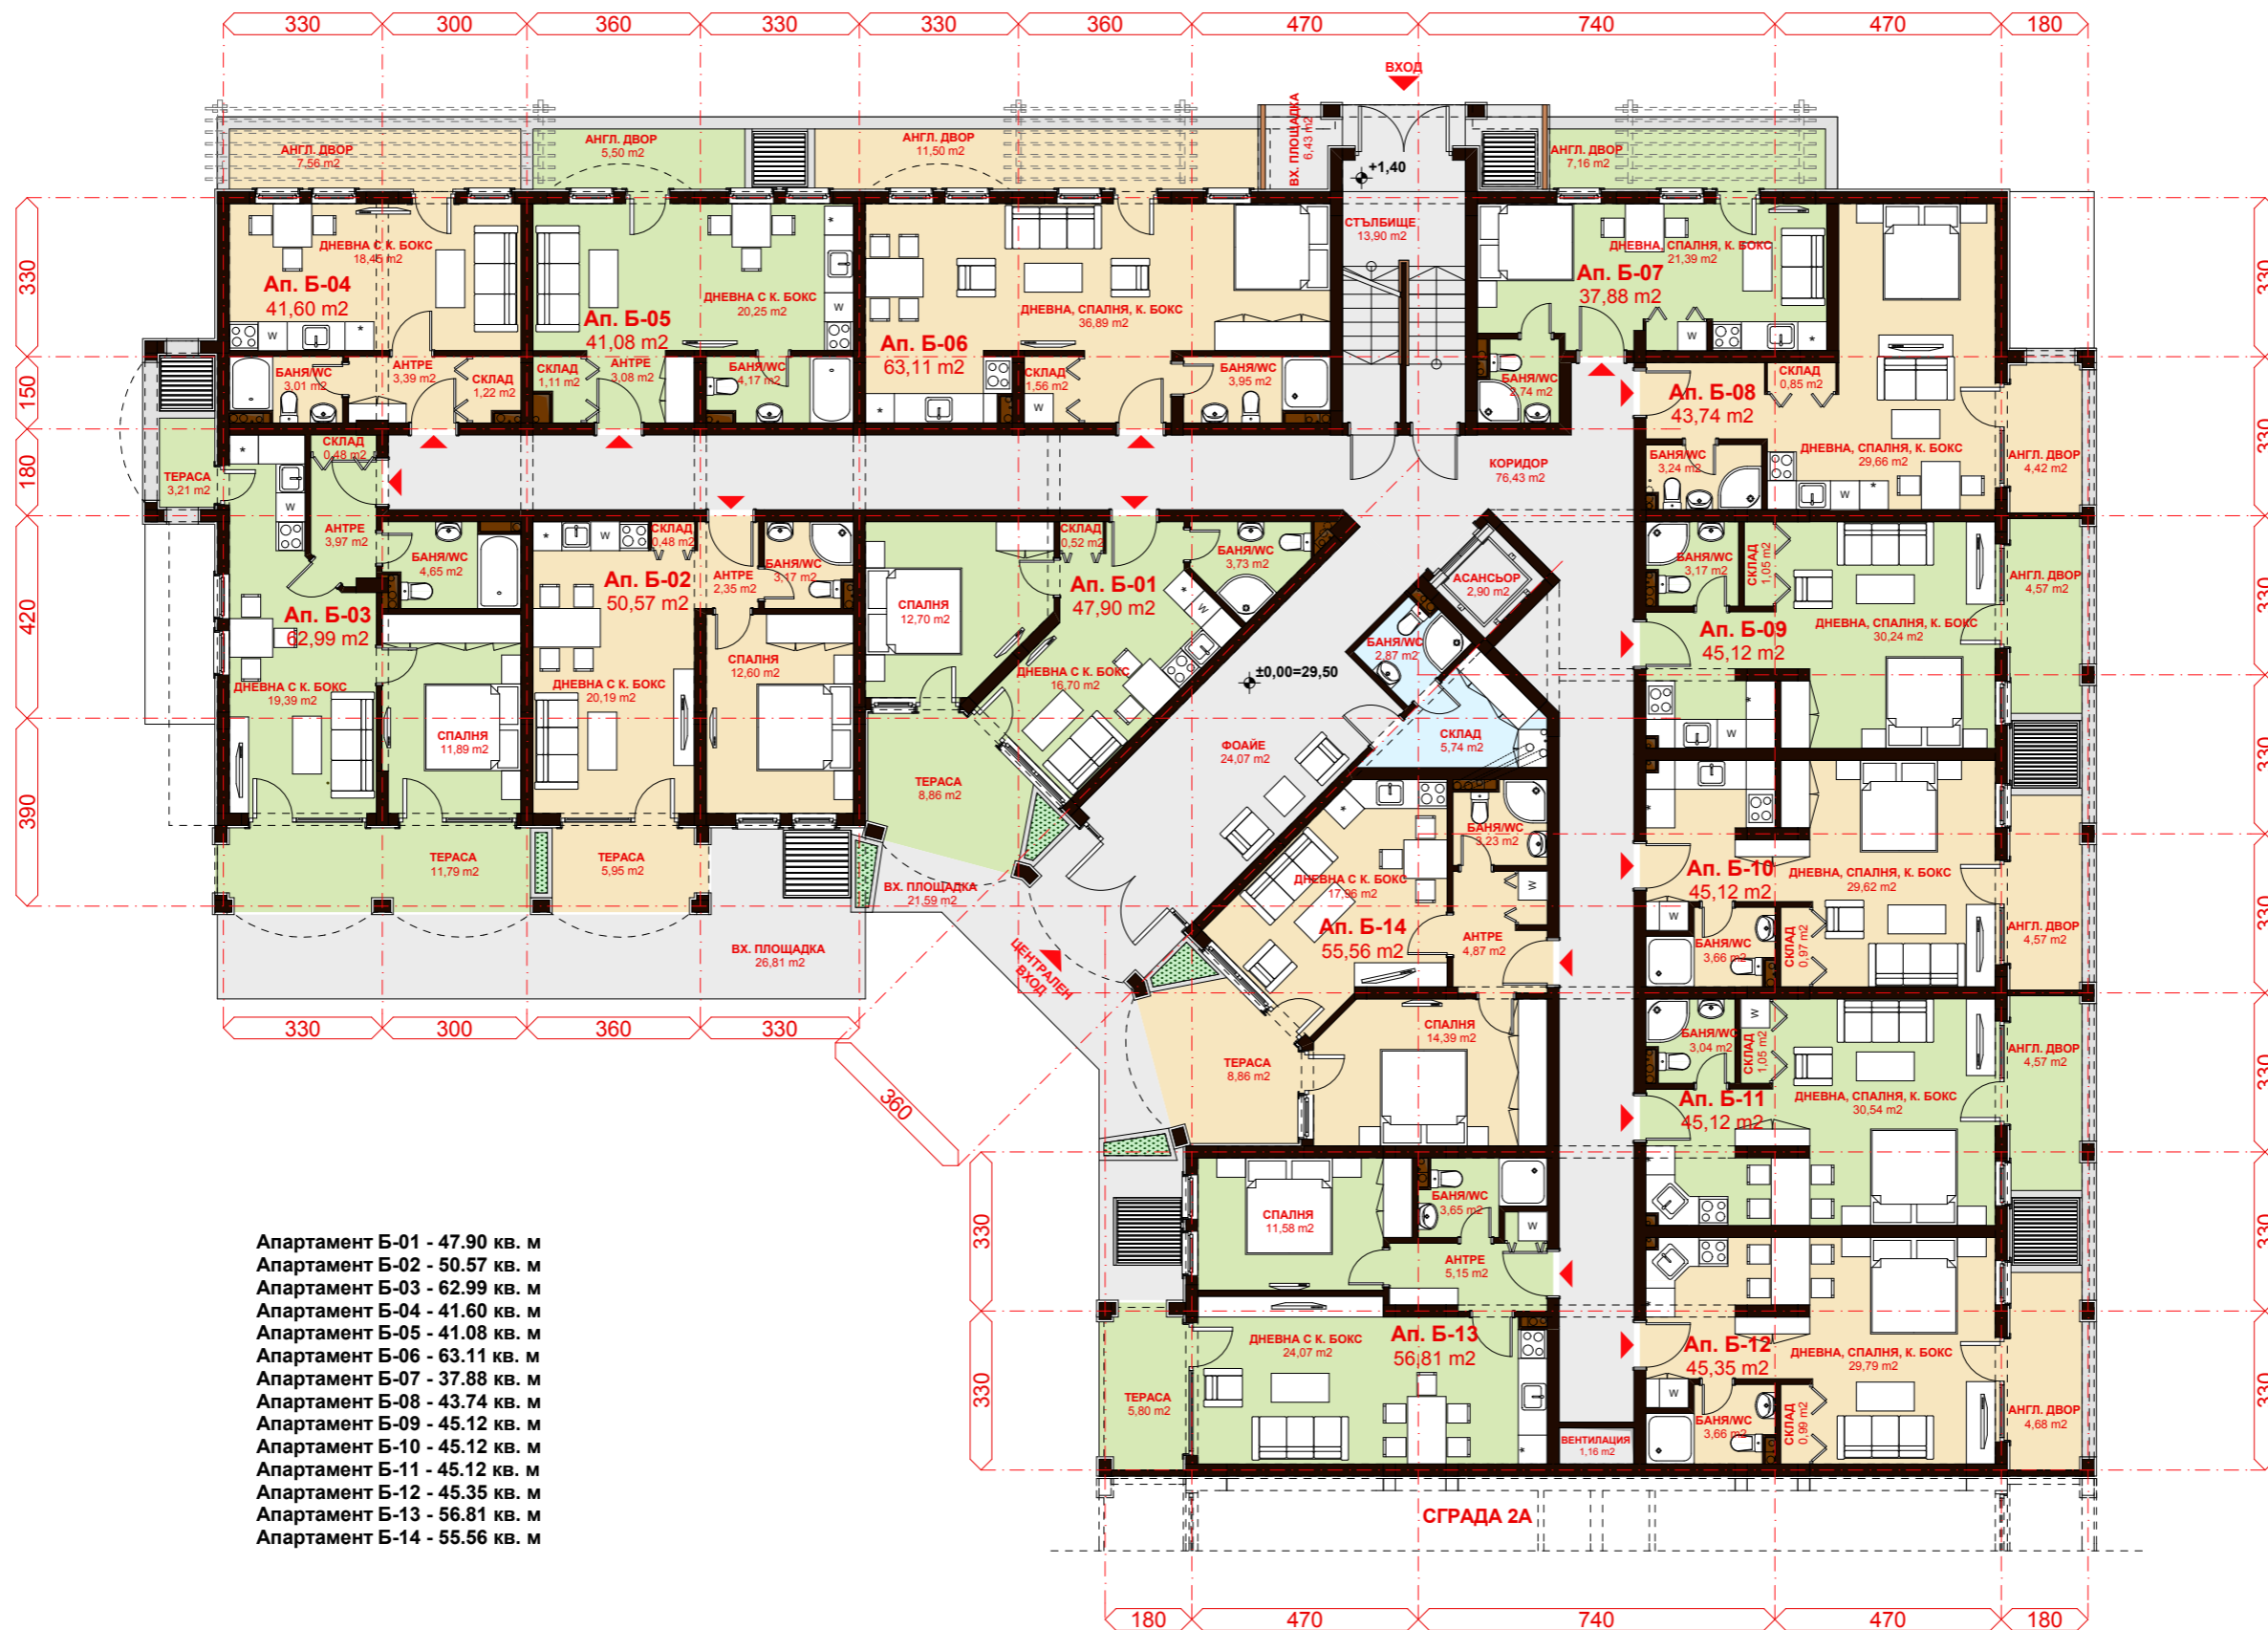 330 300 360 330 330 360 470 740 470 180
ВХОД
ВХ. ПЛОЩАДКА
6,43 m2
АНГЛ. ДВОР
7,56 m2
АНГЛ. ДВОР
5,50 m2
АНГЛ. ДВОР
11,50 m2
АНГЛ. ДВОР
7,16 m2
+1,40
330
150
180
420
390
ДНЕВНА С К. БОКС
18,45 m2
Ап. Б-04
41,60 m2
W
*
БАНЯ/WC
3,01 m2
АНТРЕ
3,39 m2
СКЛАД
1,22 m2
ДНЕВНА С К. БОКС
20,25 m2
Ап. Б-05
41,08 m2
*
W
СКЛАД
1,11 m2
АНТРЕ
3,08 m2
БАНЯ/WC
4,17 m2
ДНЕВНА, СПАЛНЯ, К. БОКС
36,89 m2
Ап. Б-06
63,11 m2
*
СКЛАД
1,56 m2
W
БАНЯ/WC
3,95 m2
СТЪЛБИЩЕ
13,90 m2
ДНЕВНА, СПАЛНЯ, К. БОКС
21,39 m2
Ап. Б-07
37,88 m2
W
*
БАНЯ/WC
2,74 m2
СКЛАД
0,85 m2
Ап. Б-08
43,74 m2
ДНЕВНА, СПАЛНЯ, К. БОКС
29,66 m2
БАНЯ/WC
3,24 m2
W
*
АНГЛ. ДВОР
4,42 m2
КОРИДОР
76,43 m2
ТЕРАСА
3,21 m2
СКЛАД
0,48 m2
*
W
АНТРЕ
3,97 m2
БАНЯ/WC
4,65 m2
Ап. Б-03
62,99 m2
ДНЕВНА С К. БОКС
19,39 m2
СПАЛНЯ
11,89 m2
ТЕРАСА
11,79 m2
*
W
СКЛАД
0,48 m2
Ап. Б-02
50,57 m2
АНТРЕ
2,35 m2
БАНЯ/WC
3,17 m2
ДНЕВНА С К. БОКС
20,19 m2
СПАЛНЯ
12,60 m2
ТЕРАСА
5,95 m2
СКЛАД
0,52 m2
БАНЯ/WC
3,73 m2
СПАЛНЯ
12,70 m2
Ап. Б-01
47,90 m2
*
W
ДНЕВНА С К. БОКС
16,70 m2
ТЕРАСА
8,86 m2
АСАНСЬОР
2,90 m2
БАНЯ/WC
2,87 m2
±0,00=29,50
СКЛАД
5,74 m2
ФОАЙЕ
24,07 m2
БАНЯ/WC
3,17 m2
СКЛАД
1,05 m2
Ап. Б-09
45,12 m2
ДНЕВНА, СПАЛНЯ, К. БОКС
30,24 m2
*
W
АНГЛ. ДВОР
4,57 m2
*
Ап. Б-10
45,12 m2
ДНЕВНА, СПАЛНЯ, К. БОКС
29,62 m2
W
БАНЯ/WC
3,66 m2
СКЛАД
0,97 m2
АНГЛ. ДВОР
4,57 m2
*
БАНЯ/WC
3,23 m2
ДНЕВНА С К. БОКС
17,96 m2
W
Ап. Б-14
55,56 m2
АНТРЕ
4,87 m2
СПАЛНЯ
14,39 m2
ТЕРАСА
8,86 m2
ВХ. ПЛОЩАДКА
21,59 m2
ВХ. ПЛОЩАДКА
26,81 m2
ЦЕНТРАЛЕН
ВХОД
330 300 360 330
360
БАНЯ/WC
3,04 m2
W
СКЛАД
1,05 m2
Ап. Б-11
45,12 m2
ДНЕВНА, СПАЛНЯ, К. БОКС
30,54 m2
*
АНГЛ. ДВОР
4,57 m2
СПАЛНЯ
11,58 m2
БАНЯ/WC
3,65 m2
W
АНТРЕ
5,15 m2
ДНЕВНА С К. БОКС
24,07 m2
Ап. Б-13
56,81 m2
*
ТЕРАСА
5,80 m2
ВЕНТИЛАЦИЯ
1,16 m2
*
Ап. Б-12
45,35 m2
ДНЕВНА, СПАЛНЯ, К. БОКС
29,79 m2
W
БАНЯ/WC
3,66 m2
СКЛАД
0,99 m2
АНГЛ. ДВОР
4,68 m2
330
330
330
330
330
330
330
330
330
330
Апартамент Б-01 - 47.90 кв. м
Апартамент Б-02 - 50.57 кв. м
Апартамент Б-03 - 62.99 кв. м
Апартамент Б-04 - 41.60 кв. м
Апартамент Б-05 - 41.08 кв. м
Апартамент Б-06 - 63.11 кв. м
Апартамент Б-07 - 37.88 кв. м
Апартамент Б-08 - 43.74 кв. м
Апартамент Б-09 - 45.12 кв. м
Апартамент Б-10 - 45.12 кв. м
Апартамент Б-11 - 45.12 кв. м
Апартамент Б-12 - 45.35 кв. м
Апартамент Б-13 - 56.81 кв. м
Апартамент Б-14 - 55.56 кв. м
СГРАДА 2А
180 470 740 470 180